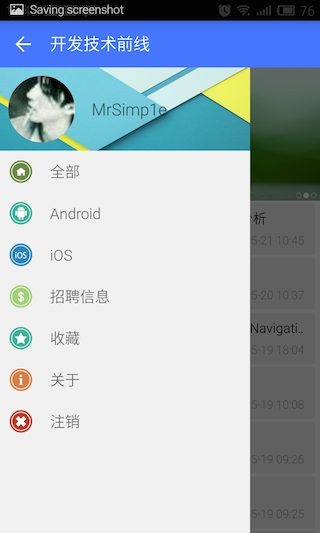 Saving screenshot
76
开发技术前线
MrSimp1e
全部
Android
iOS
iOS
招聘信息
收藏
关于
注销
析
5-21 10:45
5-20 10:37
Navigati..
5-19 18:04
5-19 10:08
5-19 09:26
5-19 09:25